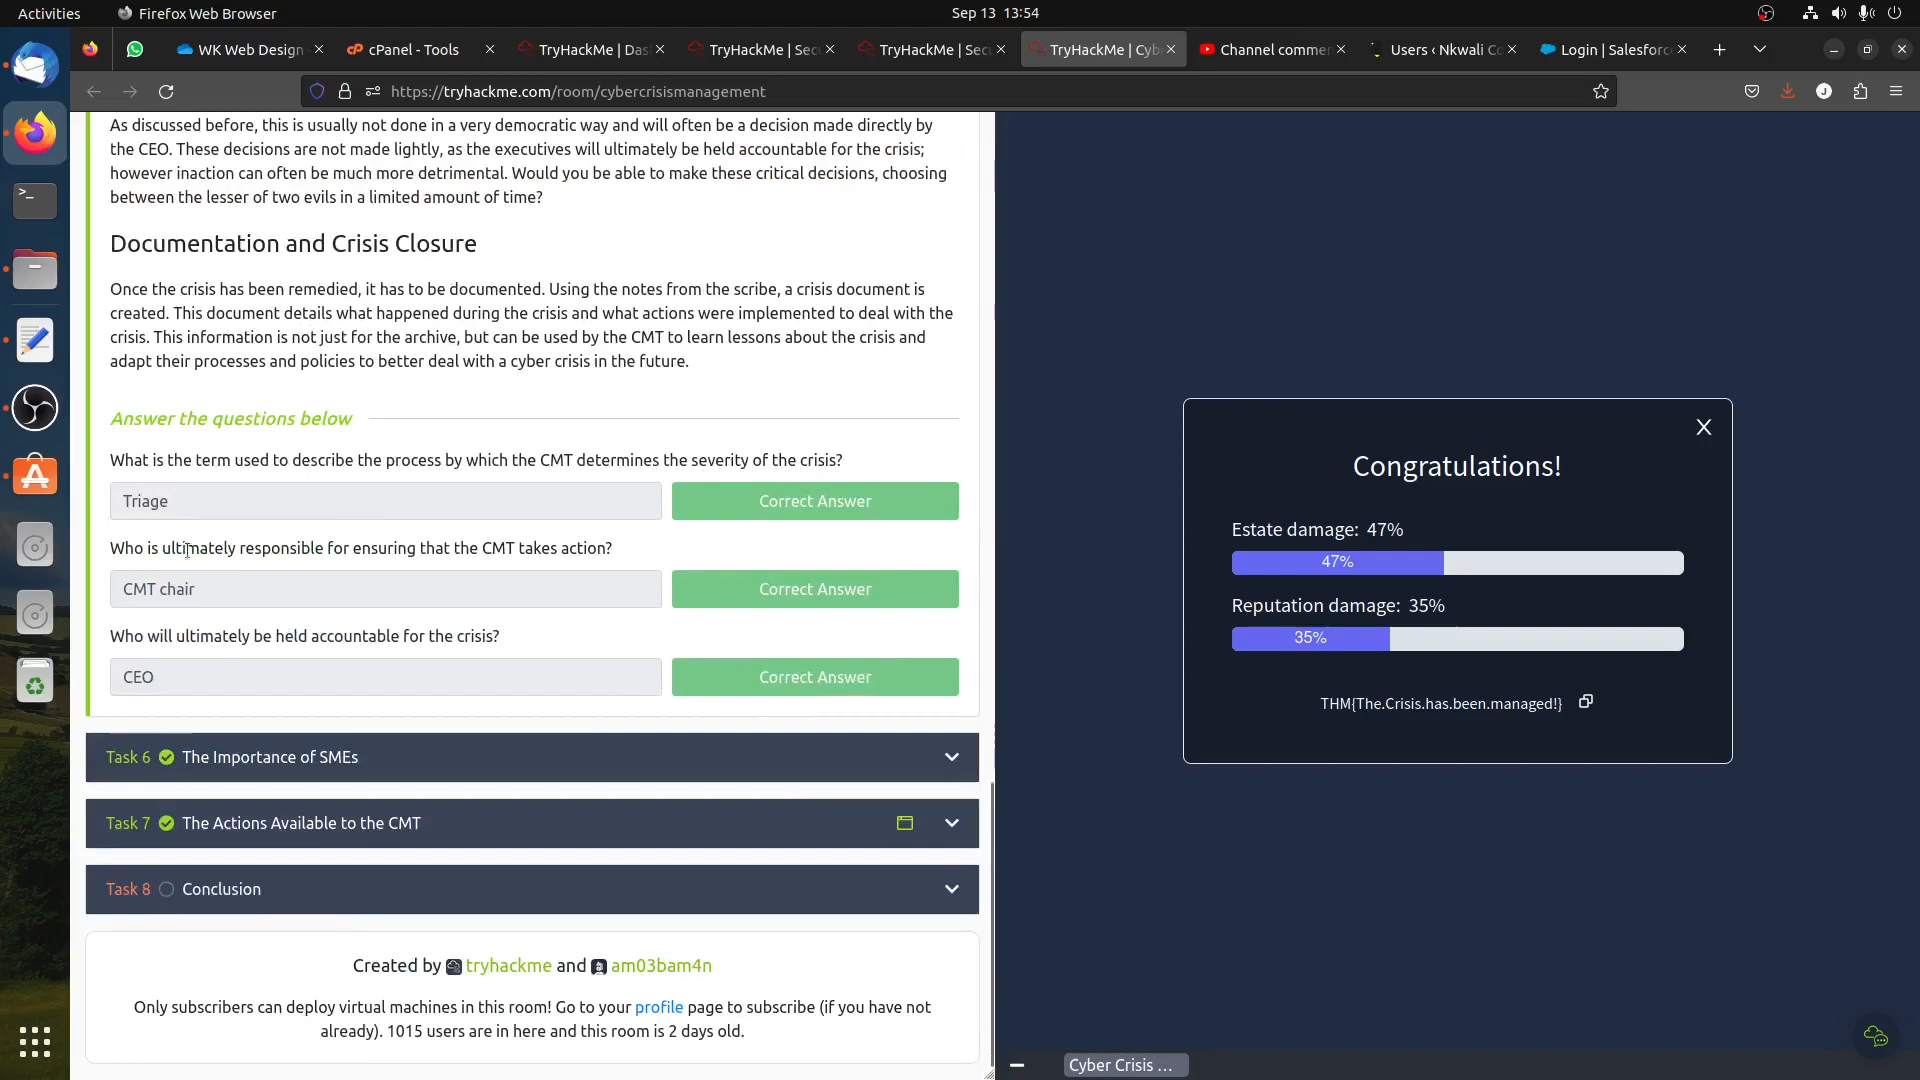 Activities
Firefox Web Browser
Sep 13 13:54
WK Web Design
cPanel - Tools
TryHackMe | Das
TryHackMe | Sec
TryHackMe | Sec
TryHackMe | Cyb
Channel commen
Users ‹ Nkwali Co
Login | Salesforc
https://tryhackme.com/room/cybercrisismanagement
As discussed before, this is usually not done in a very democratic way and will often be a decision made directly by
the CEO. These decisions are not made lightly, as the executives will ultimately be held accountable for the crisis;
however inaction can often be much more detrimental. Would you be able to make these critical decisions, choosing
between the lesser of two evils in a limited amount of time?
Documentation and Crisis Closure
Once the crisis has been remedied, it has to be documented. Using the notes from the scribe, a crisis document is
created. This document details what happened during the crisis and what actions were implemented to deal with the
crisis. This information is not just for the archive, but can be used by the CMT to learn lessons about the crisis and
adapt their processes and policies to better deal with a cyber crisis in the future.
Answer the questions below
What is the term used to describe the process by which the CMT determines the severity of the crisis?
Triage
Correct Answer
Who is ultimately responsible for ensuring that the CMT takes action?
CMT chair
Correct Answer
Who will ultimately be held accountable for the crisis?
CEO
Correct Answer
Task 6 The Importance of SMEs
Task 7 The Actions Available to the CMT
Task 8 Conclusion
Created by tryhackme and am03bam4n
Only subscribers can deploy virtual machines in this room! Go to your profile page to subscribe (if you have not
already). 1015 users are in here and this room is 2 days old.
X
Congratulations!
Estate damage: 47%
47%
Reputation damage: 35%
35%
THM{The.Crisis.has.been.managed!}
Cyber Crisis ...